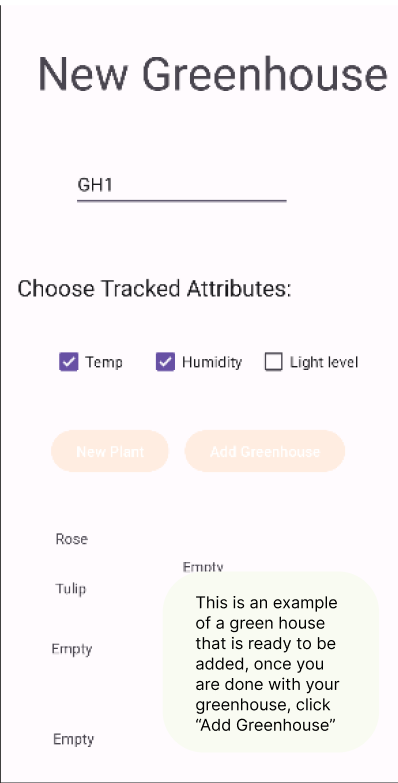 New Greenhouse
GH1
Choose Tracked Attributes:
Temp Humidity Light level
New Plant Add Greenhouse
Rose
Empty
Tulip
Empty
Empty
This is an example
of a green house
that is ready to be
added, once you
are done with your
greenhouse, click
“Add Greenhouse”